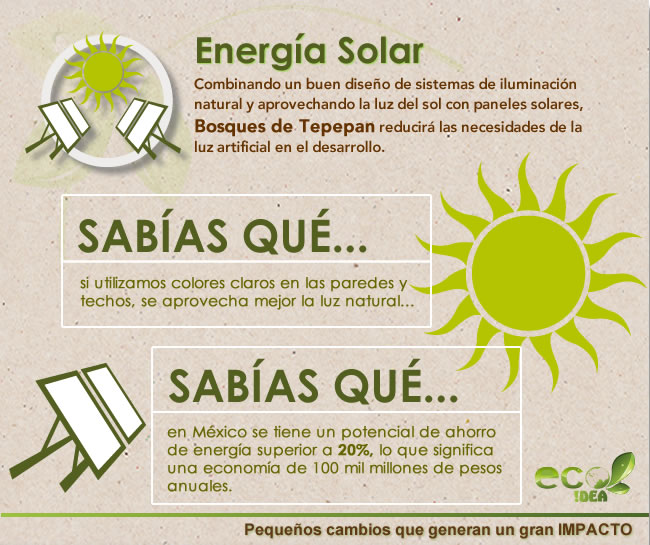 Energía Solar
Combinando un buen diseño de sistemas de iluminación
natural y aprovechando la luz del sol con paneles solares,
Bosques de Tepepan reducirá las necesidades de la
luz artificial en el desarrollo.
SABÍAS QUÉ...
si utilizamos colores claros en las paredes y
techos, se aprovecha mejor la luz natural...
SABÍAS QUÉ...
en México se tiene un potencial de ahorro
de energía superior a 20%, lo que significa
una economía de 100 mil millones de pesos
anuales.
eco
!DEA
Pequeños cambios que generan un gran IMPACTO